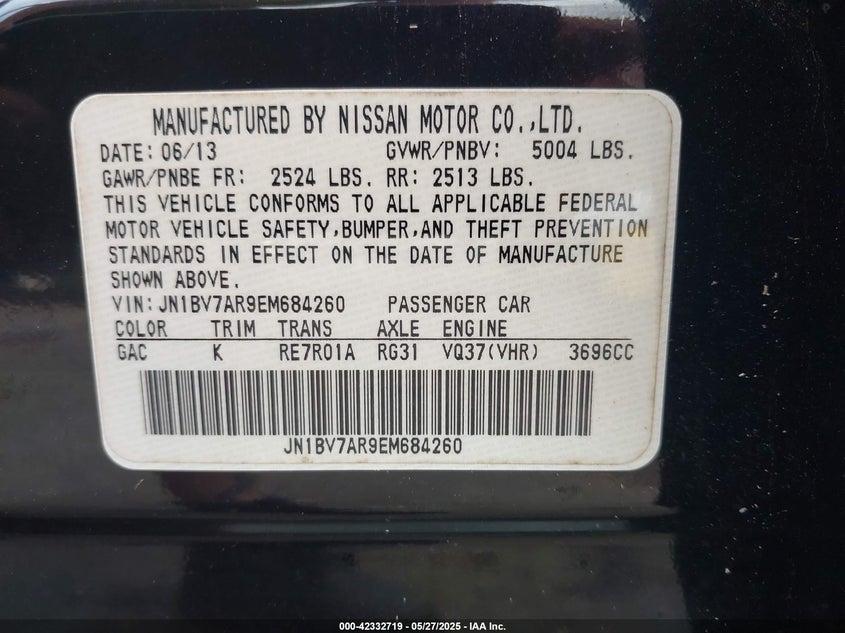 MANUFACTURED BY NISSAN MOTOR CO.,LTD.
DATE: 06/13 GVWR/PNBV: 5004 LBS.
GAWR/PNBE FR: 2524 LBS. RR: 2513 LBS.
THIS VEHICLE CONFORMS TO ALL APPLICABLE FEDERAL
MOTOR VEHICLE SAFETY,BUMPER,AND THEFT PREVENTION
STANDARDS IN EFFECT ON THE DATE OF MANUFACTURE
SHOWN ABOVE.
VIN:JN1BV7AR9EM684260 PASSENGER CAR
COLOR TRIM TRANS AXLE ENGINE
GAC K RE7R01A RG31 VQ37(VHR) 3696CC
JN1BV7AR9EM684260
000-42332719 — 05/27/2025 - IAA Inc.